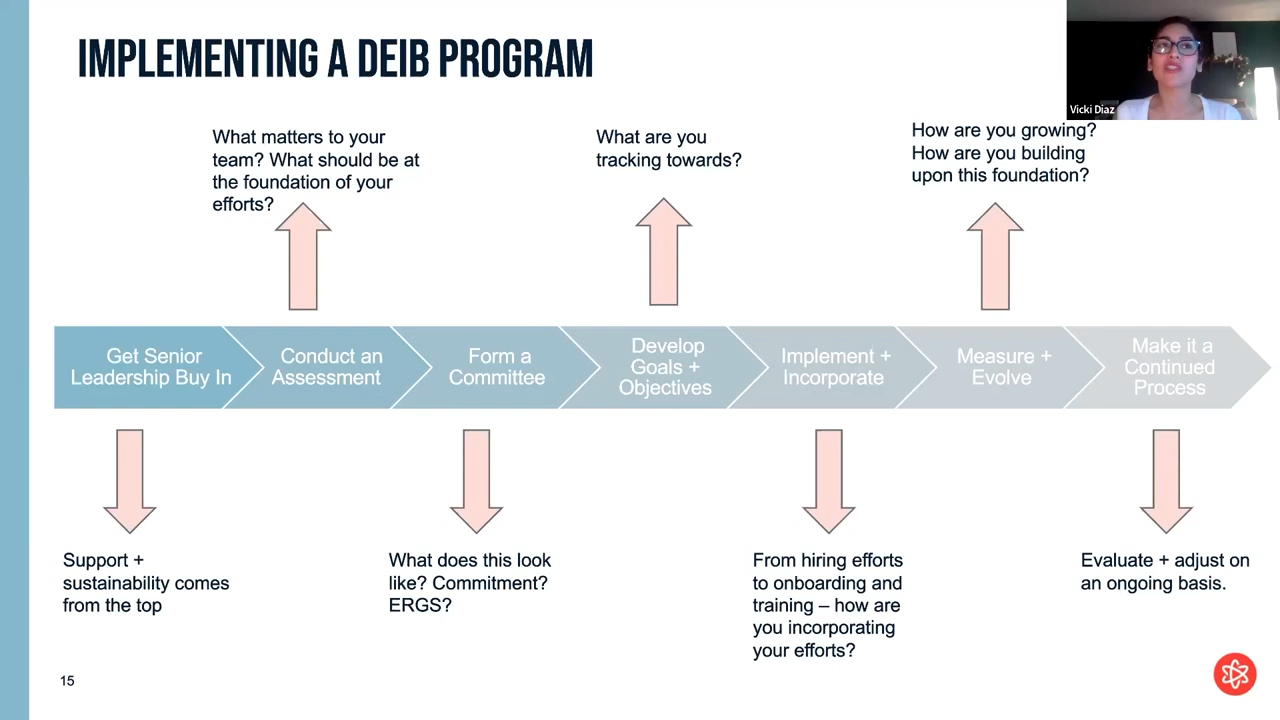 IMPLEMENTING A DEIB PROGRAM
Vicki Diaz
What matters to your
team? What should be at
the foundation of your
efforts?
What are you
tracking towards?
How are you growing?
How are you building
upon this foundation?
Get Senior
Leadership Buy In
Conduct an
Assessment
Form a
Committee
Develop
Goals +
Objectives
Implement +
Incorporate
Measure +
Evolve
Make it a
Continued
Process
Support +
sustainability comes
from the top
What does this look
like? Commitment?
ERGS?
From hiring efforts
to onboarding and
training – how are
you incorporating
your efforts?
Evaluate + adjust on
an ongoing basis.
15